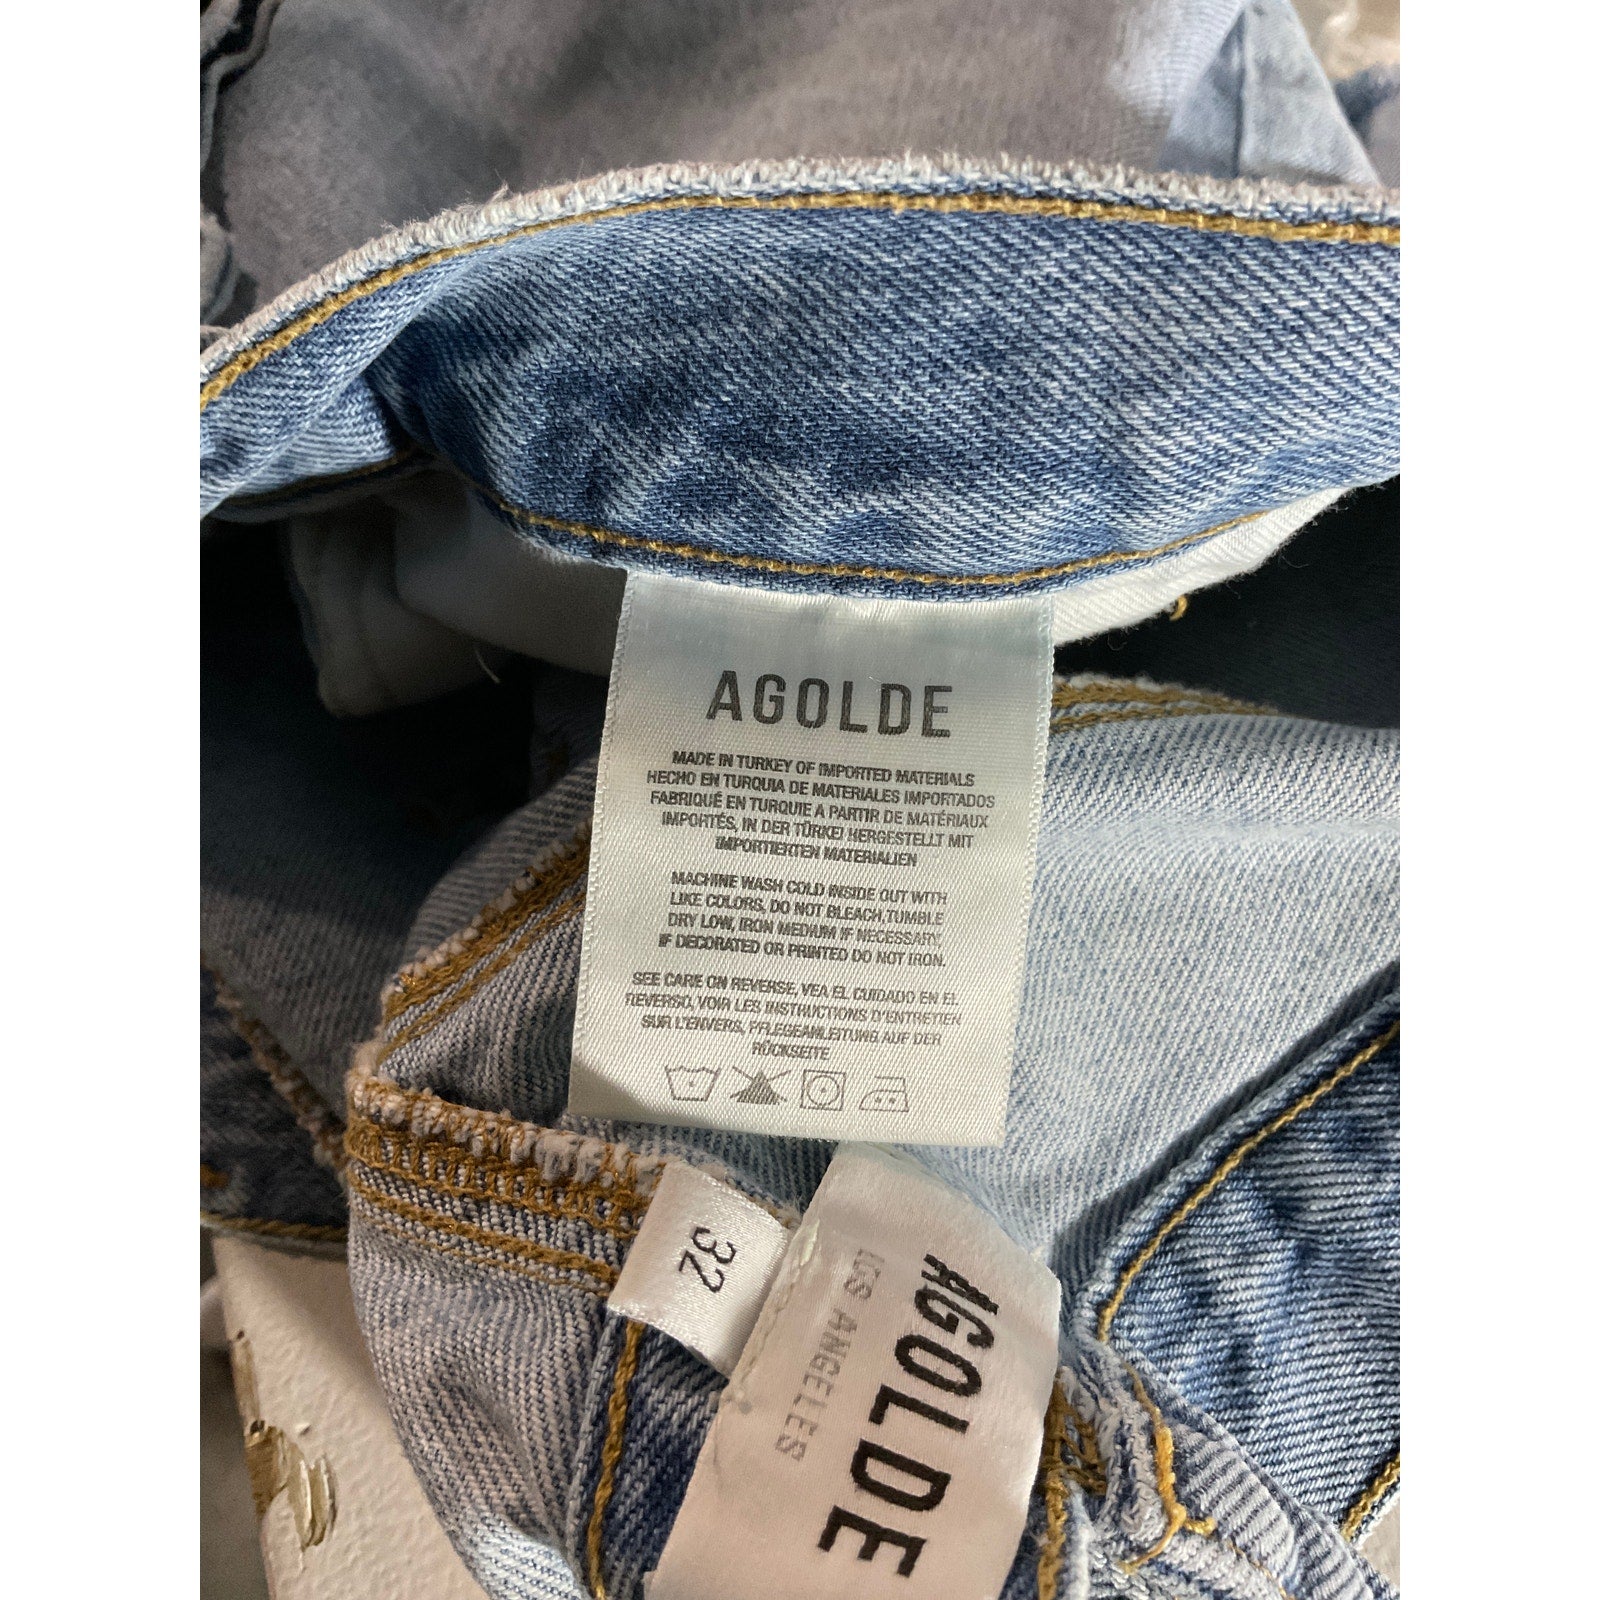 AGOLDE
MADE IN TURKEY OF IMPORTED MATERIALS
HECHO EN TURQUIA DE MATERIALES IMPORTADOS
FABRIQUÉ EN TURQUIE A PARTIR DE MATÉRIAUX
IMPORTÉS, IN DER TÜRKEI HERGESTELLT MIT
IMPORTIERTEN MATERIALIEN
MACHINE WASH COLD INSIDE OUT WITH
LIKE COLORS, DO NOT BLEACH, TUMBLE
DRY LOW, IRON MEDIUM IF NECESSARY,
IF DECORATED OR PRINTED DO NOT IRON.
SEE CARE ON REVERSE, VEA EL CUIDADO EN EL
REVERSO, VOIR LES INSTRUCTIONS D'ENTRETIEN
SUR L'ENVERS, PFLEGEANLEITUNG AUF DER
RÜCKSEITE
32
AGOLDE
LOS ANGELES